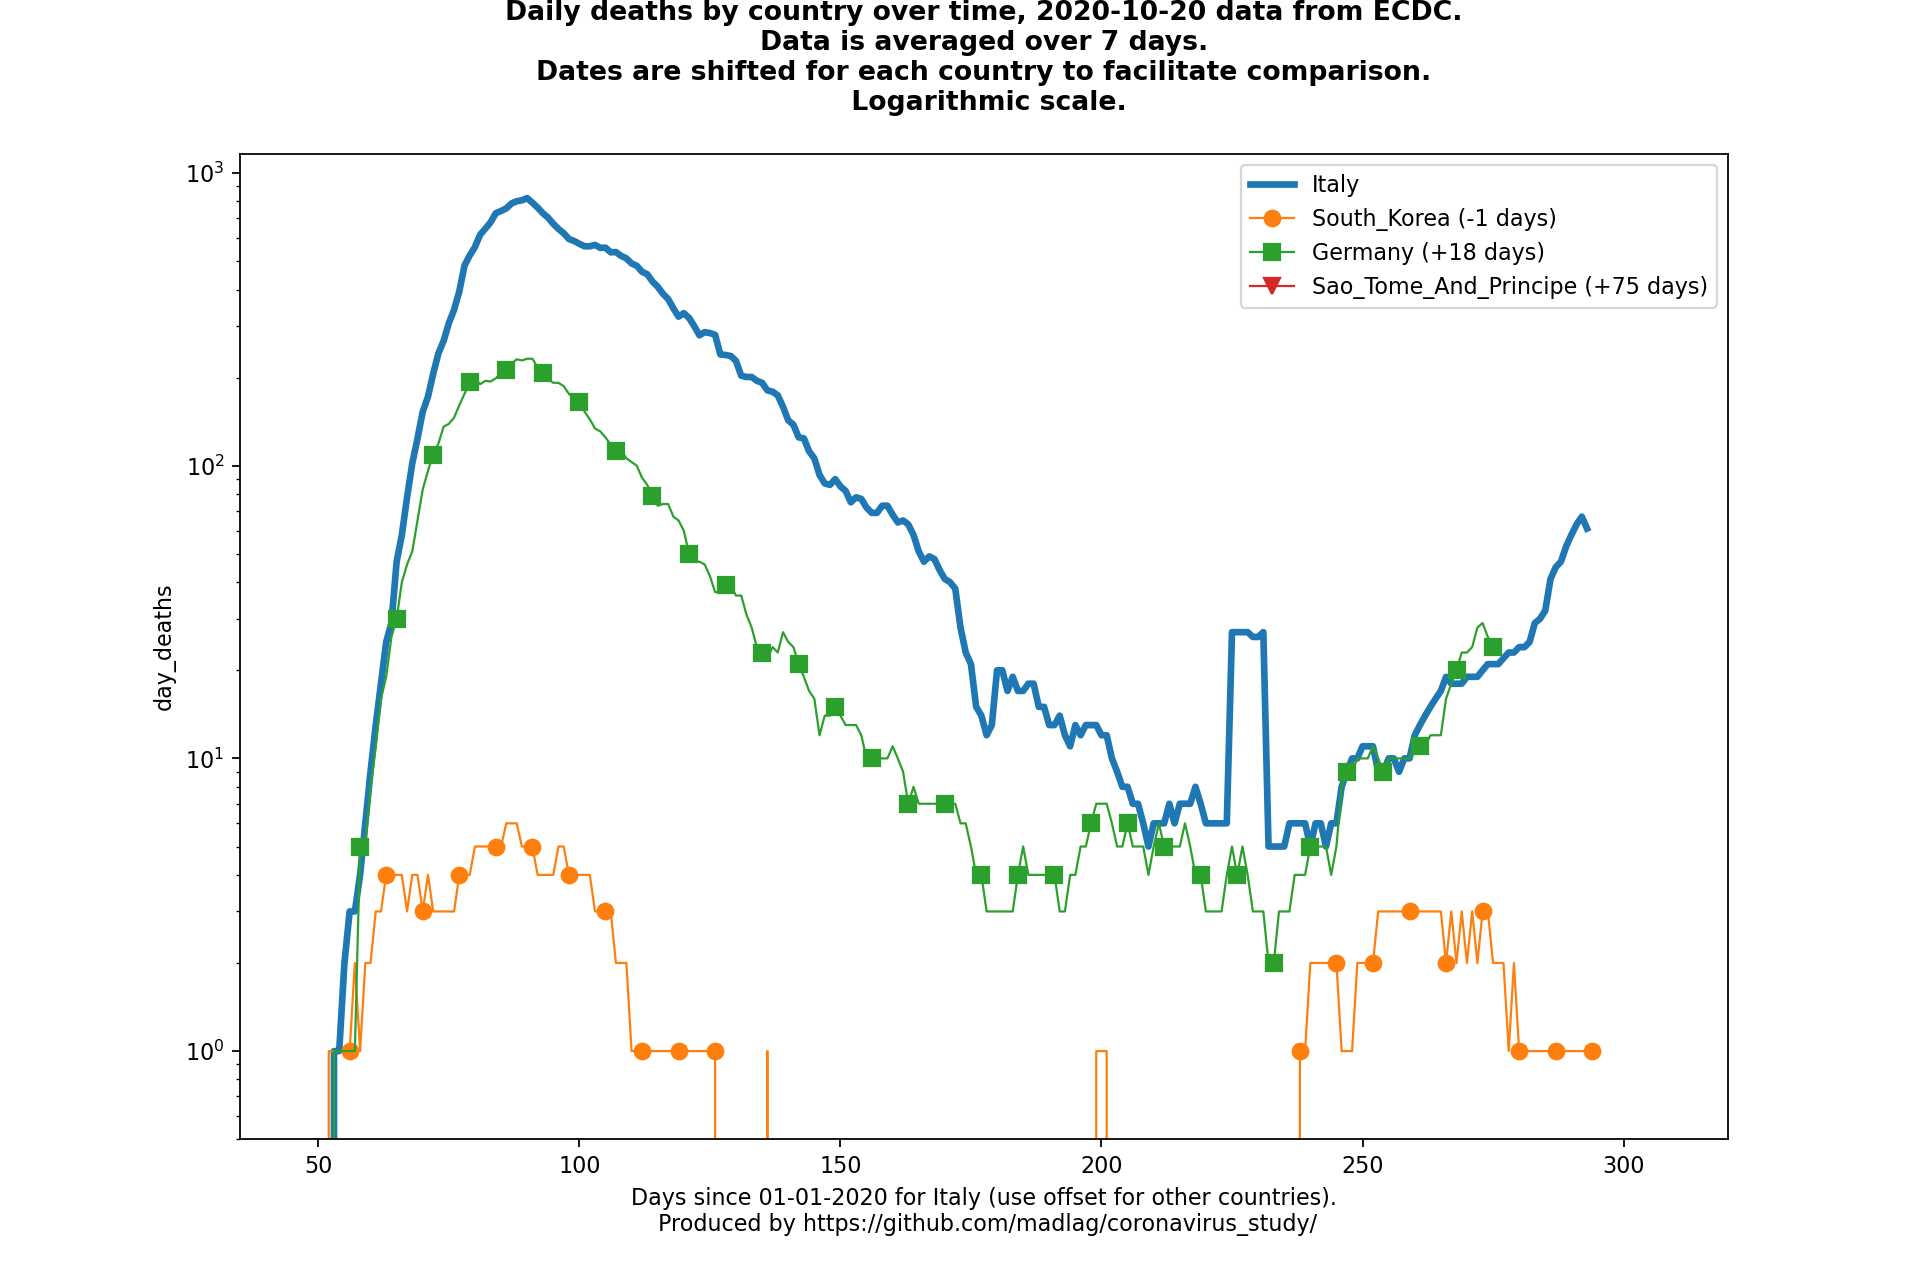 Daily deaths by country over time, 2020-10-20 data from ECDC.
Data is averaged over 7 days.
Dates are shifted for each country to facilitate comparison.
Logarithmic scale.
10³
10²
10¹
10⁰
day_deaths
Italy
South_Korea (-1 days)
Germany (+18 days)
Sao_Tome_And_Principe (+75 days)
50 100 150 200 250 300
Days since 01-01-2020 for Italy (use offset for other countries).
Produced by https://github.com/madlag/coronavirus_study/